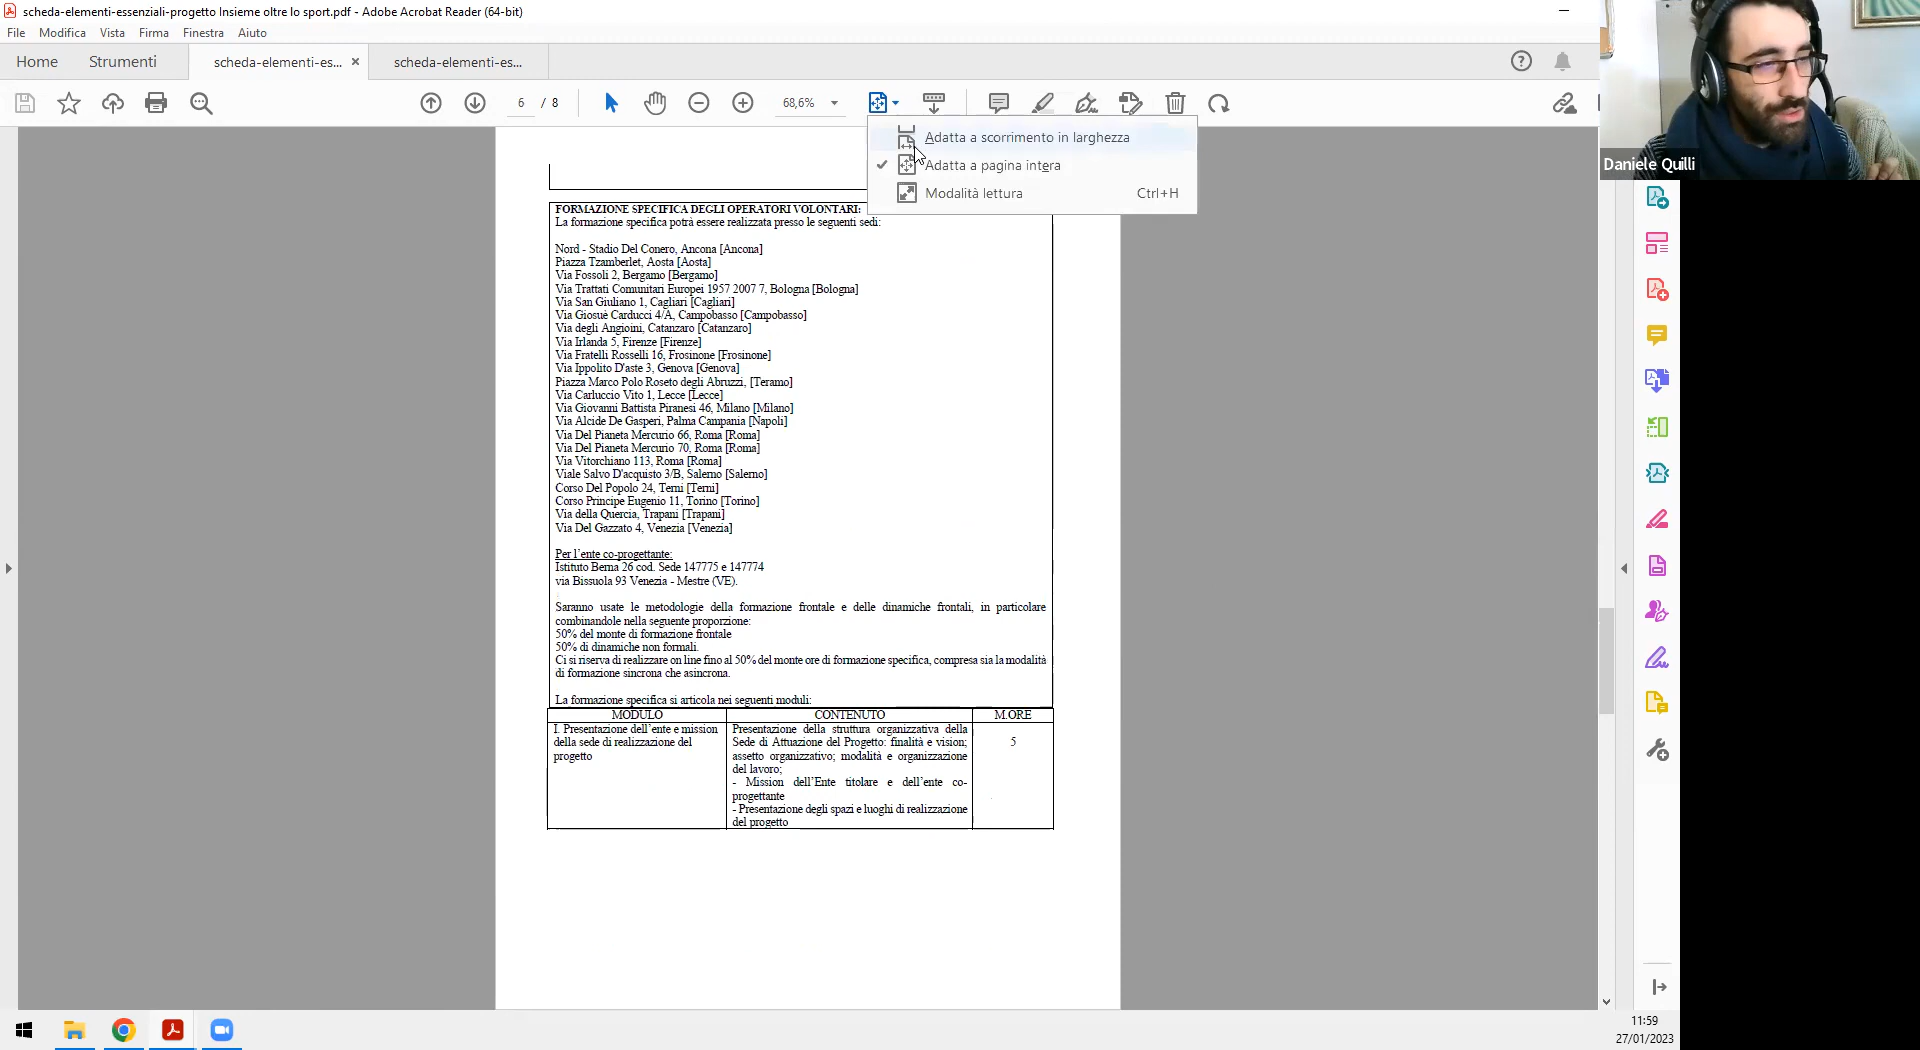 scheda-elementi-essenziali-progetto Insieme oltre lo sport.pdf - Adobe Acrobat Reader (64-bit)
File Modifica Vista Firma Finestra Aiuto
Home Strumenti scheda-elementi-es... scheda-elementi-es...
6 / 8 68,6%
Adatta a scorrimento in larghezza
Adatta a pagina intera
Modalità lettura Ctrl+H
Daniele Quilli
FORMAZIONE SPECIFICA DEGLI OPERATORI VOLONTARI:
La formazione specifica potrà essere realizzata presso le seguenti sedi:
Nord - Stadio Del Conero, Ancona [Ancona]
Piazza Tzamberlet, Aosta [Aosta]
Via Fossoli 2, Bergamo [Bergamo]
Via Trattati Comunitari Europei 1957 2007 7, Bologna [Bologna]
Via San Giuliano 1, Cagliari [Cagliari]
Via Giosuè Carducci 4/A, Campobasso [Campobasso]
Via degli Angioini, Catanzaro [Catanzaro]
Via Irlanda 5, Firenze [Firenze]
Via Fratelli Rosselli 16, Frosinone [Frosinone]
Via Ippolito D'aste 3, Genova [Genova]
Piazza Marco Polo Roseto degli Abruzzi, [Teramo]
Via Carluccio Vito 1, Lecce [Lecce]
Via Giovanni Battista Piranesi 46, Milano [Milano]
Via Alcide De Gasperi, Palma Campania [Napoli]
Via Del Pianeta Mercurio 66, Roma [Roma]
Via Del Pianeta Mercurio 70, Roma [Roma]
Via Vitorchiano 113, Roma [Roma]
Viale Salvo D'acquisto 3/B, Salerno [Salerno]
Corso Del Popolo 24, Terni [Terni]
Corso Principe Eugenio 11, Torino [Torino]
Via della Quercia, Trapani [Trapani]
Via Del Gazzato 4, Venezia [Venezia]
Per l'ente co-progettante:
Istituto Berna 26 cod. Sede 147775 e 147774
via Bissuola 93 Venezia - Mestre (VE).
Saranno usate le metodologie della formazione frontale e delle dinamiche frontali, in particolare
combinandole nella seguente proporzione:
50% del monte di formazione frontale
50% di dinamiche non formali.
Ci si riserva di realizzare on line fino al 50% del monte ore di formazione specifica, compresa sia la modalità
di formazione sincrona che asincrona.
La formazione specifica si articola nei seguenti moduli:
MODULO CONTENUTO M.ORE
I. Presentazione dell'ente e mission
della sede di realizzazione del
progetto
Presentazione della struttura organizzativa della
Sede di Attuazione del Progetto: finalità e vision;
assetto organizzativo; modalità e organizzazione
del lavoro;
- Mission dell'Ente titolare e dell'ente co-
progettante
- Presentazione degli spazi e luoghi di realizzazione
del progetto
5
11:59
27/01/2023